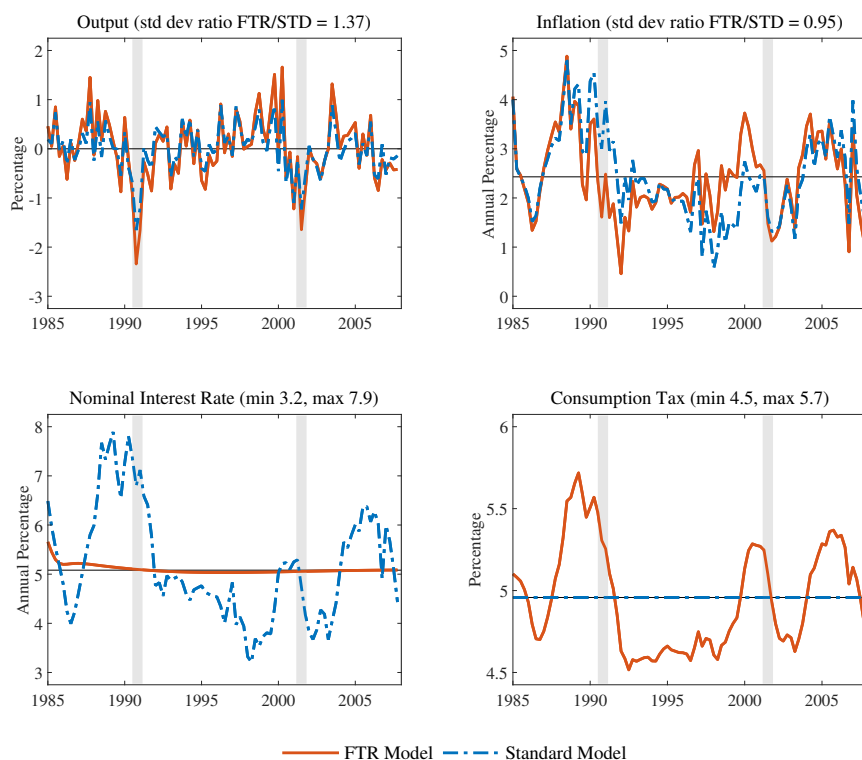 Output (std dev ratio FTR/STD = 1.37)
Percentage
2
1
0
-1
-2
-3
1985 1990 1995 2000 2005
Inflation (std dev ratio FTR/STD = 0.95)
Annual Percentage
5
4
3
2
1
0
1985 1990 1995 2000 2005
Nominal Interest Rate (min 3.2, max 7.9)
Annual Percentage
8
7
6
5
4
3
1985 1990 1995 2000 2005
Consumption Tax (min 4.5, max 5.7)
Percentage
6
5.5
5
4.5
1985 1990 1995 2000 2005
FTR Model Standard Model